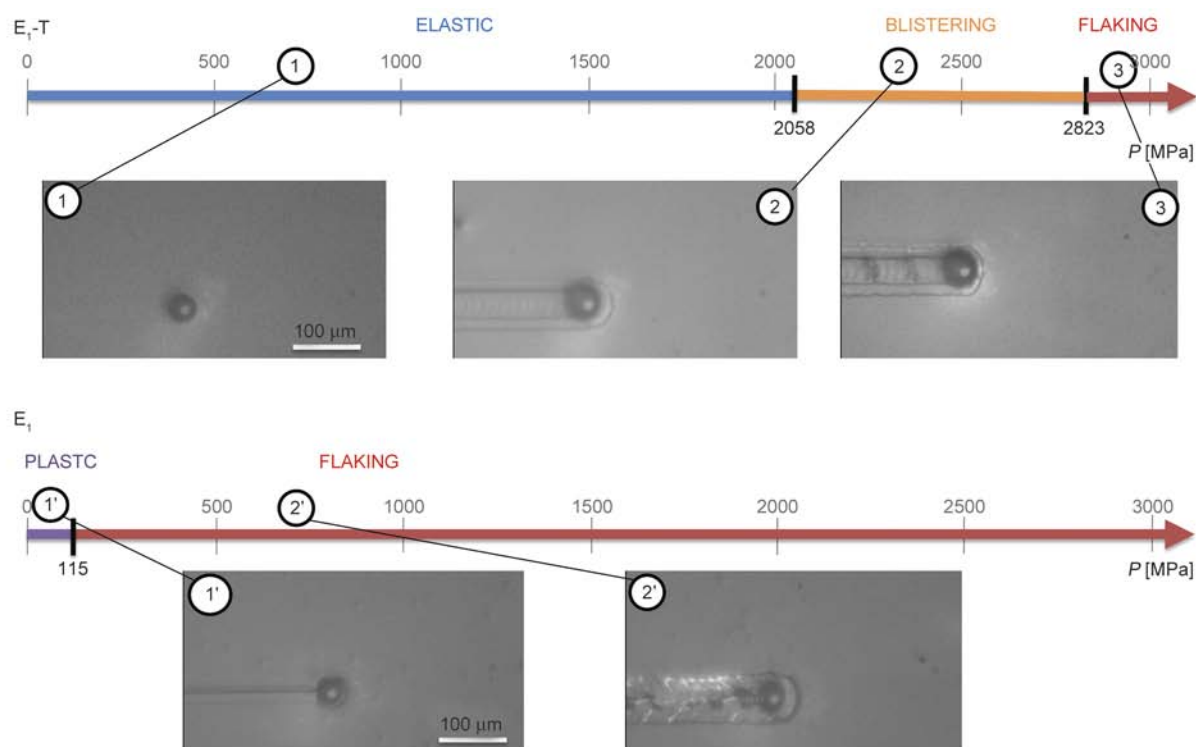 E₁-T
ELASTIC BLISTERING FLAKING
0 500 1000 1500 2000 2500 3000
1 2 3
2058 2823
P [MPa]
1 2 3
100 μm
E₁
PLASTC FLAKING
0 500 1000 1500 2000 2500 3000
1' 2'
115
P [MPa]
1' 2'
100 μm